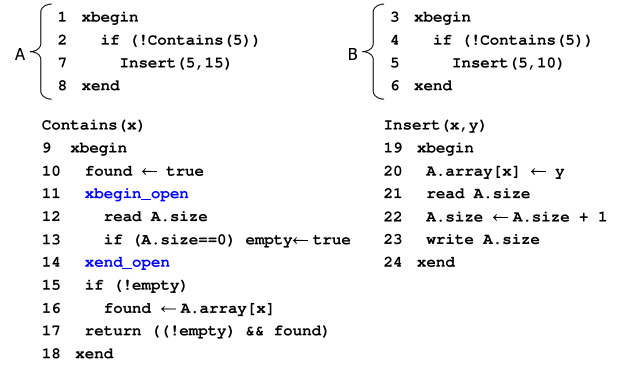 1 xbegin
2 if (!Contains(5))
A
7 Insert(5,15)
8 xend
3 xbegin
4 if (!Contains(5))
B
5 Insert(5,10)
6 xend
Contains(x)
9 xbegin
10 found ← true
11 xbegin_open
12 read A.size
13 if (A.size==0) empty← true
14 xend_open
15 if (!empty)
16 found ← A.array[x]
17 return ((!empty) && found)
18 xend
Insert(x,y)
19 xbegin
20 A.array[x] ← y
21 read A.size
22 A.size ← A.size + 1
23 write A.size
24 xend